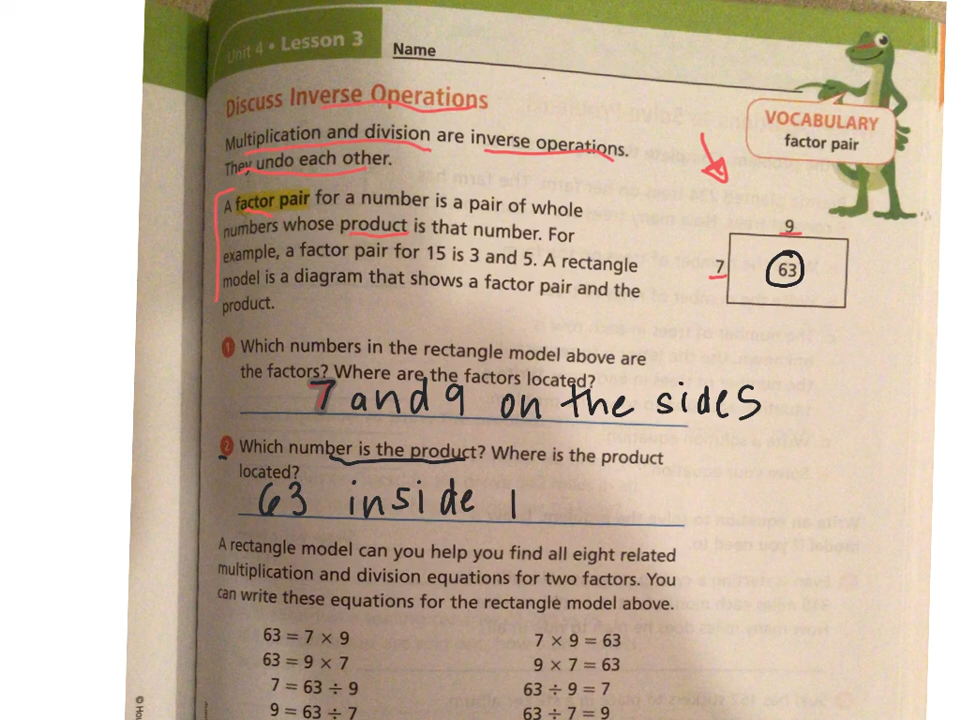 Unit 4 • Lesson 3
Name
Discuss Inverse Operations
VOCABULARY
factor pair
Multiplication and division are inverse operations.
They undo each other.
A factor pair for a number is a pair of whole
numbers whose product is that number. For
example, a factor pair for 15 is 3 and 5. A rectangle
model is a diagram that shows a factor pair and the
product.
9
7
63
1 Which numbers in the rectangle model above are
the factors? Where are the factors located?
7 and 9 on the sides
2 Which number is the product? Where is the product
located?
63 inside
A rectangle model can you help you find all eight related
multiplication and division equations for two factors. You
can write these equations for the rectangle model above.
63 = 7 × 9 7 × 9 = 63
63 = 9 × 7 9 × 7 = 63
7 = 63 ÷ 9 63 ÷ 9 = 7
9 = 63 ÷ 7 63 ÷ 7 = 9